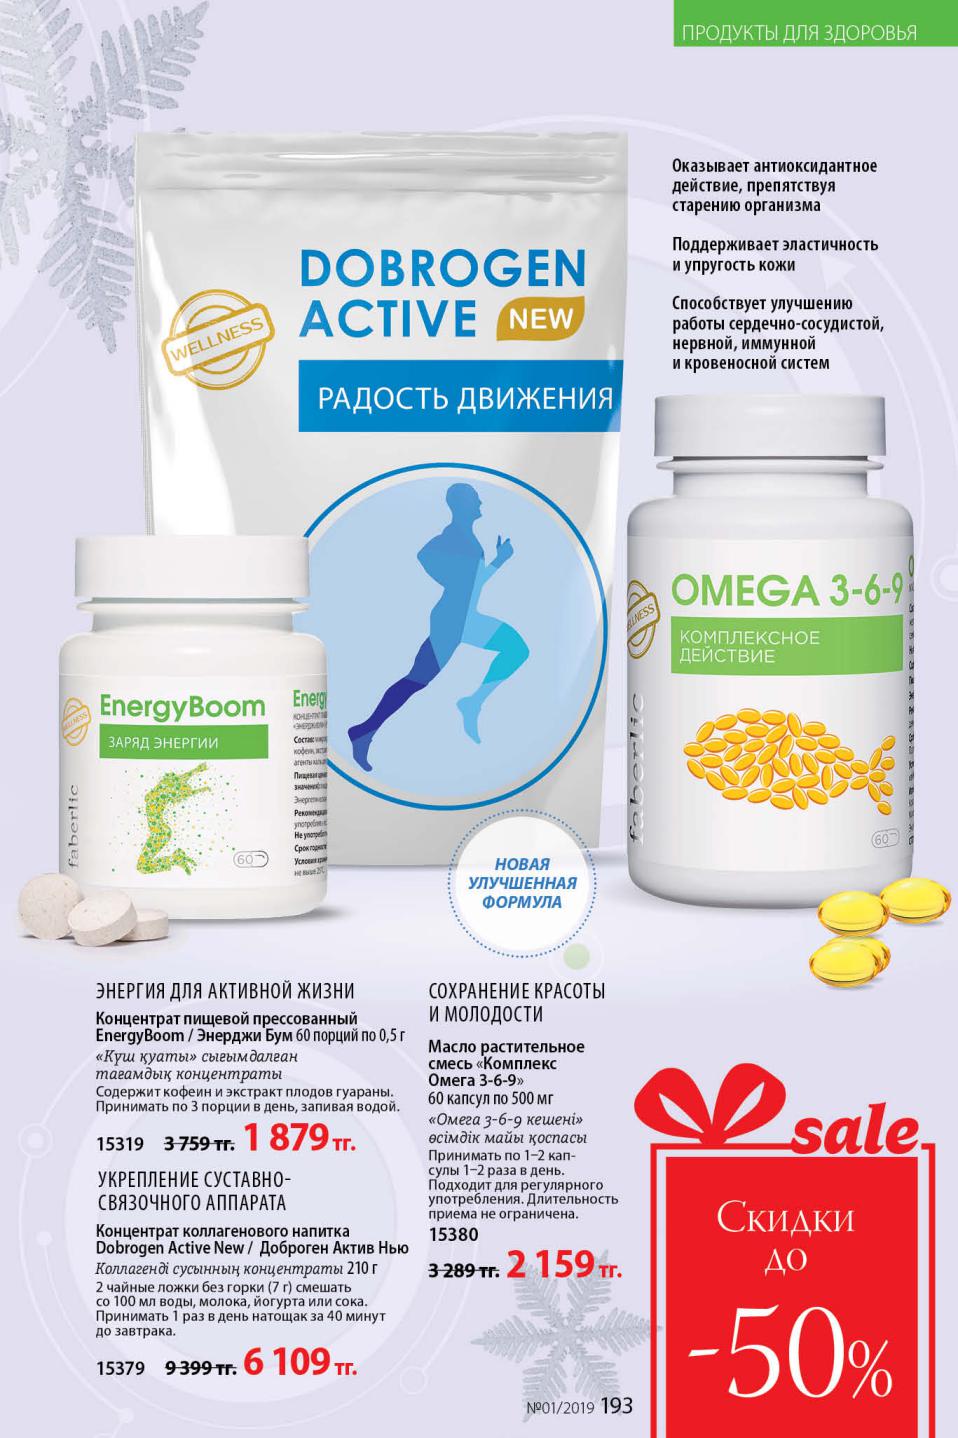 ПРОДУКТЫ ДЛЯ ЗДОРОВЬЯ
Оказывает антиоксидантное
действие, препятствуя
старению организма
Поддерживает эластичность
и упругость кожи
Способствует улучшению
работы сердечно-сосудистой,
нервной, иммунной
и кровеносной систем
DOBROGEN
ACTIVE NEW
WELLNESS
РАДОСТЬ ДВИЖЕНИЯ
OMEGA 3-6-9
КОМПЛЕКСНОЕ
ДЕЙСТВИЕ
faberlic
60
EnergyBoom
ЗАРЯД ЭНЕРГИИ
WELLNESS
faberlic
60
НОВАЯ
УЛУЧШЕННАЯ
ФОРМУЛА
ЭНЕРГИЯ ДЛЯ АКТИВНОЙ ЖИЗНИ
Концентрат пищевой прессованный
EnergyBoom / Энерджи Бум 60 порций по 0,5 г
«Күш қуаты» сығымдалған
тағамдық концентраты
Содержит кофеин и экстракт плодов гуараны.
Принимать по 3 порции в день, запивая водой.
15319 3 759 тг. 1 879 тг.
УКРЕПЛЕНИЕ СУСТАВНО-
СВЯЗОЧНОГО АППАРАТА
Концентрат коллагенового напитка
Dobrogen Active New / Доброген Актив Нью
Коллагенді сусынның концентраты 210 г
2 чайные ложки без горки (7 г) смешать
со 100 мл воды, молока, йогурта или сока.
Принимать 1 раз в день натощак за 40 минут
до завтрака.
15379 9 399 тг. 6 109 тг.
СОХРАНЕНИЕ КРАСОТЫ
И МОЛОДОСТИ
Масло растительное
смесь «Комплекс
Омега 3-6-9»
60 капсул по 500 мг
«Омега 3-6-9 кешені»
өсімдік майы қоспасы
Принимать по 1–2 кап-
сулы 1–2 раза в день.
Подходит для регулярного
употребления. Длительность
приема не ограничена.
15380
3 289 тг. 2 159 тг.
sale
Скидки
до
-50%
№01/2019 193